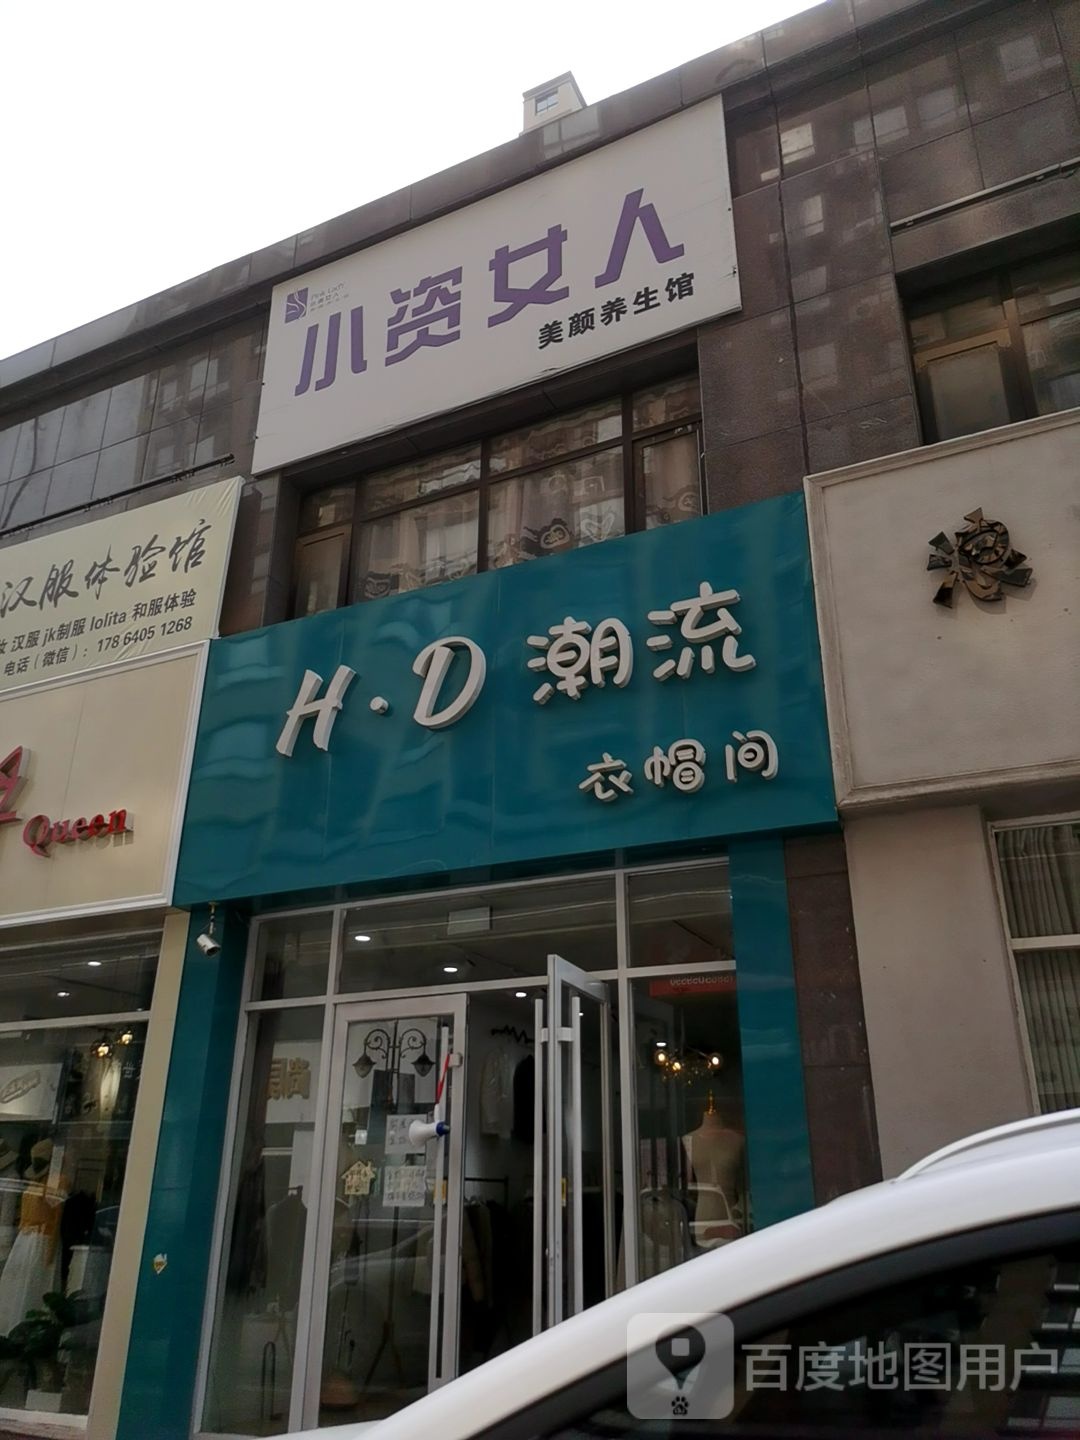 小资女人
美颜养生馆
汉服体验馆
汉服 jk制服 lolita 和服体验
电话（微信）：178 6405 1268
H·D 潮流
衣帽间
Queen
百度地图用户